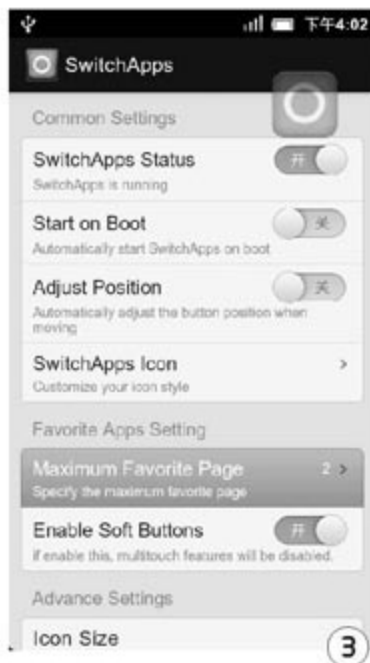 下午4:02
SwitchApps
Common Settings
SwitchApps Status
开
SwitchApps is running
Start on Boot
关
Automatically start SwitchApps on boot
Adjust Position
关
Automatically adjust the button position when
moving
SwitchApps Icon
Customize your icon style
Favorite Apps Setting
Maximum Favorite Page
2
Specify the maximum favorite page
Enable Soft Buttons
开
if enable this, multitouch features will be disabled.
Advance Settings
Icon Size
3